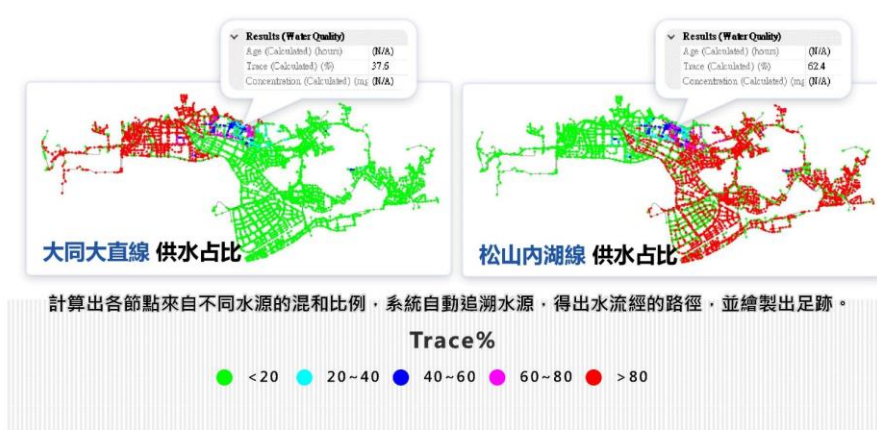 Results (Water Quality)
Age (Calculated) (hours) (N/A)
Trace (Calculated) (%) 37.6
Concentration (Calculated) (mg (N/A)
Results (Water Quality)
Age (Calculated) (hours) (N/A)
Trace (Calculated) (%) 62.4
Concentration (Calculated) (mg (N/A)
大同大直線 供水占比
松山內湖線 供水占比
計算出各節點來自不同水源的混和比例，系統自動追溯水源，得出水流經的路徑，並繪製出足跡。
Trace%
<20 20~40 40~60 60~80 >80